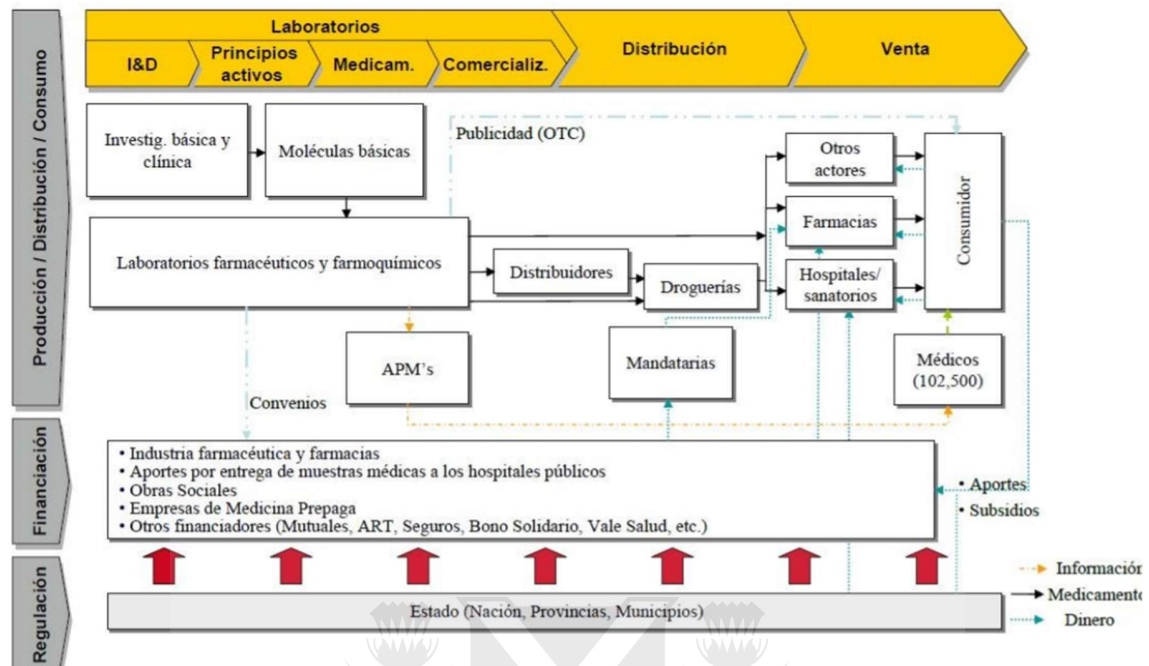 Laboratorios
Distribución
Venta
I&D
Principios
activos
Medicam.
Comercializ.
Producción / Distribución / Consumo
Investig. básica y
clínica
Moléculas básicas
Publicidad (OTC)
Otros
actores
Farmacias
Hospitales/
sanatorios
Consumidor
Laboratorios farmacéuticos y farmoquímicos
Distribuidores
Droguerías
APM's
Mandatarias
Médicos
(102,500)
Convenios
Financiación
• Industria farmacéutica y farmacias
• Aportes por entrega de muestras médicas a los hospitales públicos
• Obras Sociales
• Empresas de Medicina Prepaga
• Otros financiadores (Mutuales, ART, Seguros, Bono Solidario, Vale Salud, etc.)
• Aportes
• Subsidios
Regulación
Estado (Nación, Provincias, Municipios)
Información
Medicamento
Dinero